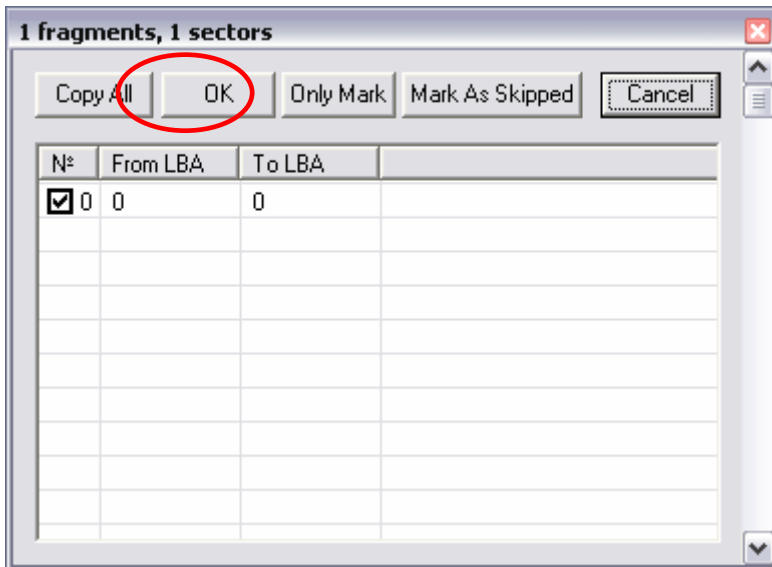 1 fragments, 1 sectors
Copy All OK Only Mark Mark As Skipped Cancel
Nº From LBA To LBA
0 0 0